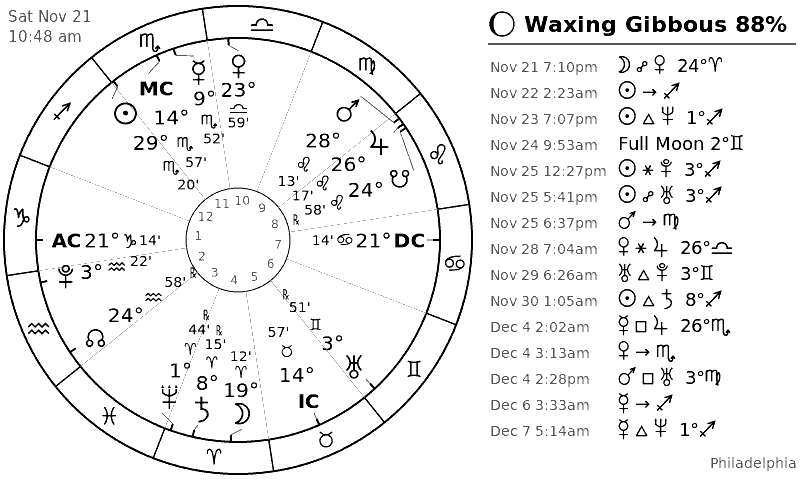 Sat Nov 21
10:48 am
Waxing Gibbous 88%
Nov 21 7:10pm ☽ ☍ ♀ 24°♈
Nov 22 2:23am ☉ → ♐
Nov 23 7:07pm ☉ △ ♆ 1°♐
Nov 24 9:53am Full Moon 2°♊
Nov 25 12:27pm ☉ ⚹ ⯓ 3°♐
Nov 25 5:41pm ☉ ☍ ♅ 3°♐
Nov 25 6:37pm ♂ → ♍
Nov 28 7:04am ♀ ⚹ ♃ 26°♎
Nov 29 6:26am ♅ △ ⯓ 3°♊
Nov 30 1:05am ☉ △ ♄ 8°♐
Dec 4 2:02am ☿ □ ♃ 26°♏
Dec 4 3:13am ♀ → ♏
Dec 4 2:28pm ♂ □ ♅ 3°♍
Dec 6 3:33am ☿ → ♐
Dec 7 5:14am ☿ △ ♆ 1°♐
Philadelphia
♎
♏
♍
♐
♌
♑
♋
♒
♊
♓
♉
♈
☉ 29° ♏ 20'
MC 14° ♏ 57'
☿ 9° ♏ 52'
♀ 23° ♎ 59'
♂ 28° ♌ 13'
♃ 26° ♌ 17'
☋ 24° ♌ 58' ℞
AC 21° ♑ 14'
14' ♋ 21° DC
⯓ 3° ♒ 22'
☊ 24° ♒ 58' ℞
♆ 1° ♈ 44' ℞
♄ 8° ♈ 15' ℞
☽ 19° ♈ 12'
IC 14° ♉ 57'
♅ 3° ♊ 51' ℞
1
2
3
4
5
6
7
8
9
10
11
12